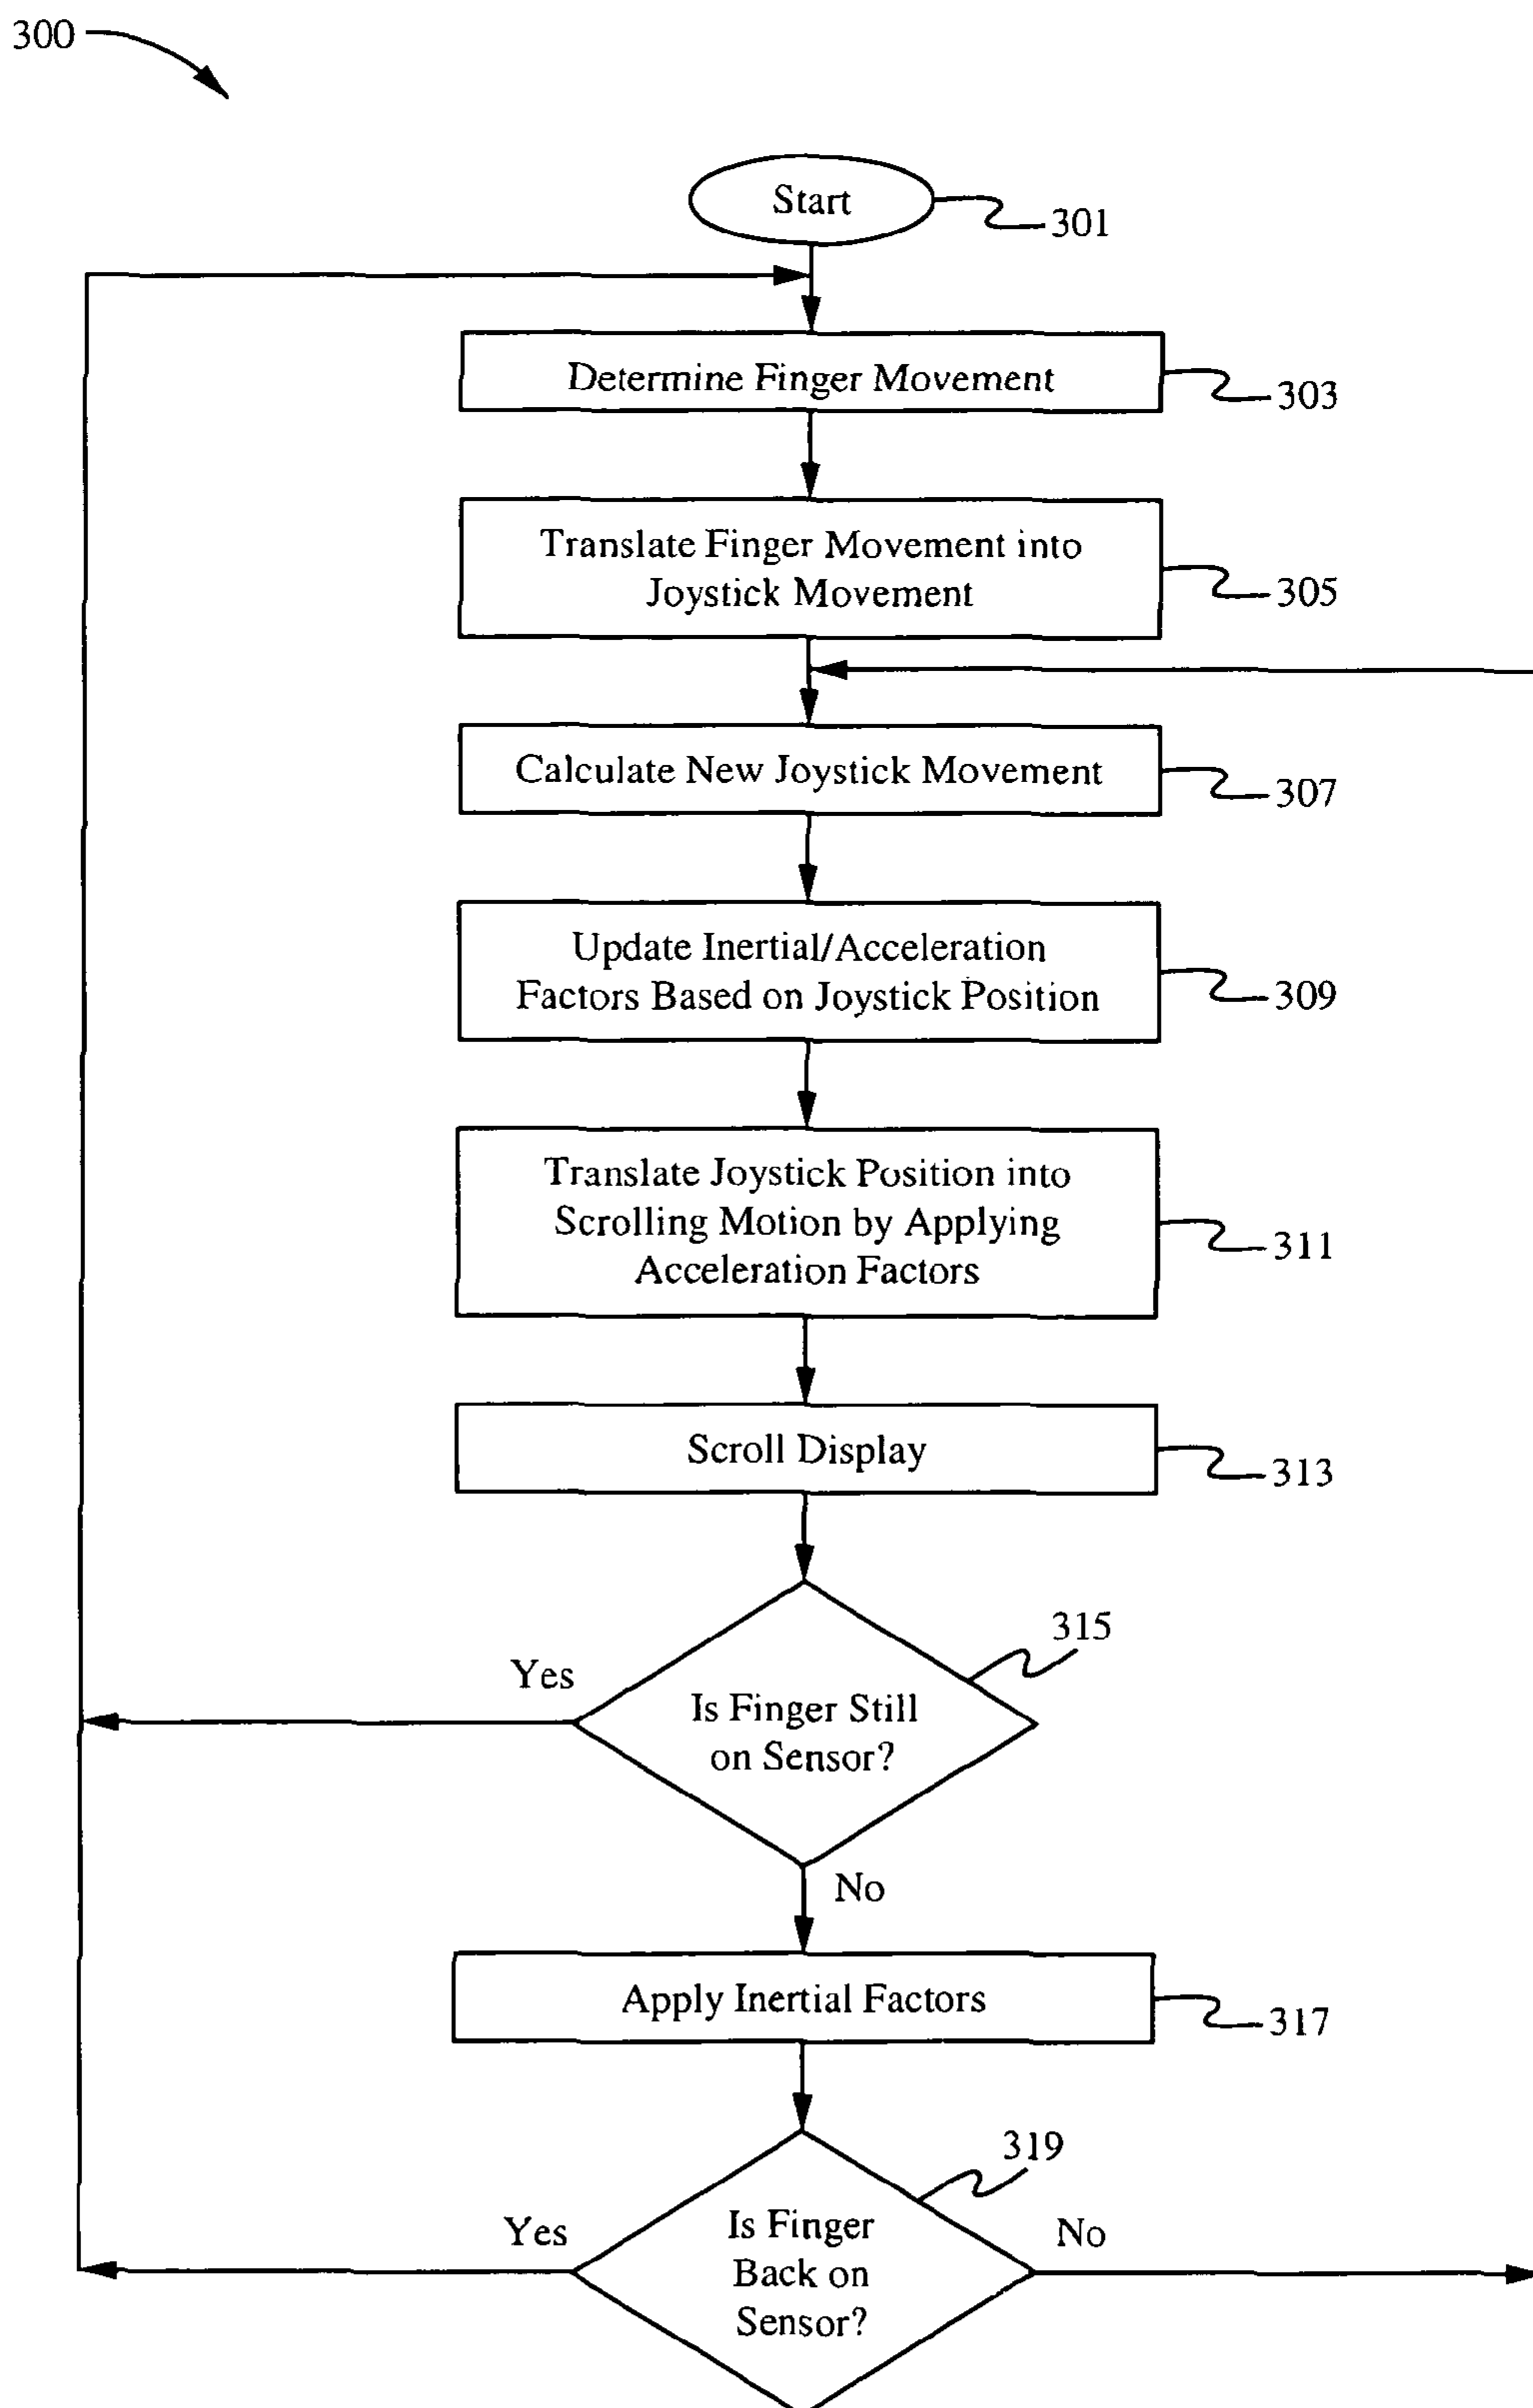 300
Start
301
Determine Finger Movement
303
Translate Finger Movement into
Joystick Movement
305
Calculate New Joystick Movement
307
Update Inertial/Acceleration
Factors Based on Joystick Position
309
Translate Joystick Position into
Scrolling Motion by Applying
Acceleration Factors
311
Scroll Display
313
315
Yes
Is Finger Still
on Sensor?
No
Apply Inertial Factors
317
319
Yes
Is Finger
Back on
Sensor?
No